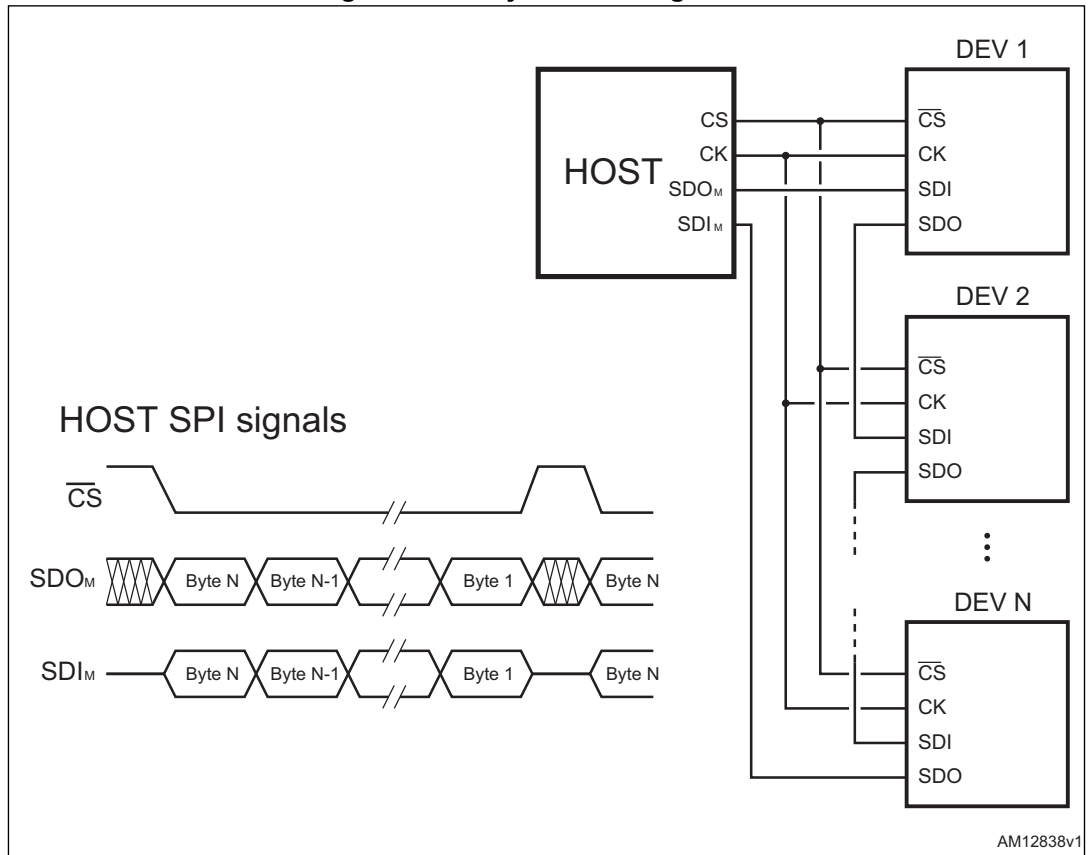 DEV 1
HOST
CS
CK
SDOM
SDIM
CS
CK
SDI
SDO
DEV 2
CS
CK
SDI
SDO
DEV N
CS
CK
SDI
SDO
HOST SPI signals
CS
SDOM Byte N Byte N-1 Byte 1 Byte N
SDIM Byte N Byte N-1 Byte 1 Byte N
AM12838v1